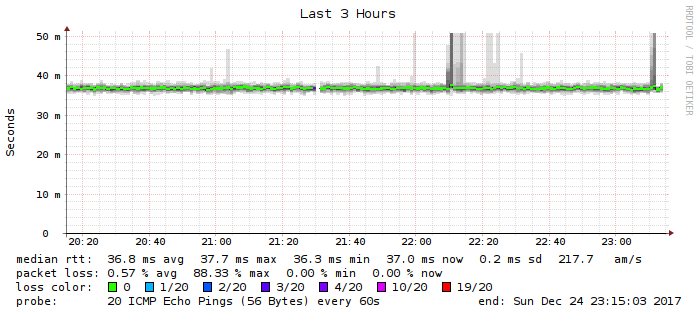 Last 3 Hours
RRDTOOL / TOBI OETIKER
Seconds
50 m
40 m
30 m
20 m
10 m
0
20:20 20:40 21:00 21:20 21:40 22:00 22:20 22:40 23:00
median rtt: 36.8 ms avg 37.7 ms max 36.3 ms min 37.0 ms now 0.2 ms sd 217.7 am/s
packet loss: 0.57 % avg 88.33 % max 0.00 % min 0.00 % now
loss color: 0 1/20 2/20 3/20 4/20 10/20 19/20
probe: 20 ICMP Echo Pings (56 Bytes) every 60s end: Sun Dec 24 23:15:03 2017